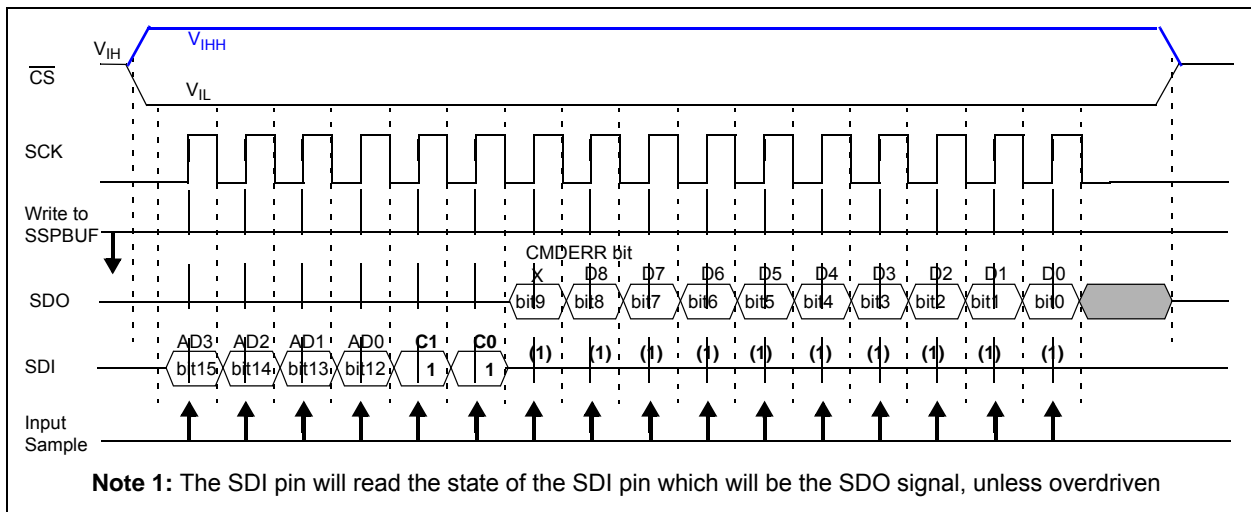 VIH
VIHH
CS
VIL
SCK
Write to
SSPBUF
CMDERR bit
X D8 D7 D6 D5 D4 D3 D2 D1 D0
SDO bit9 bit8 bit7 bit6 bit5 bit4 bit3 bit2 bit1 bit0
AD3 AD2 AD1 AD0 C1 C0 (1) (1) (1) (1) (1) (1) (1) (1) (1) (1)
SDI bit15 bit14 bit13 bit12 1 1
Input
Sample
Note 1: The SDI pin will read the state of the SDI pin which will be the SDO signal, unless overdriven